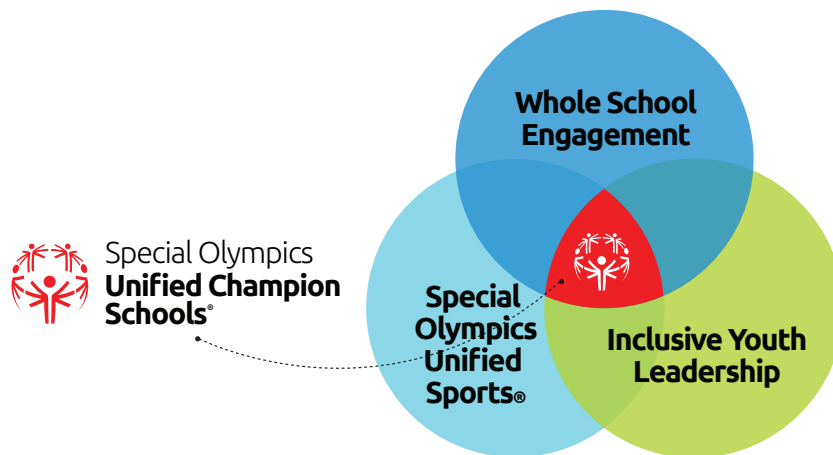 Whole School
Engagement
Special Olympics
Unified Champion
Schools®
Special
Olympics
Unified
Sports®
Inclusive Youth
Leadership